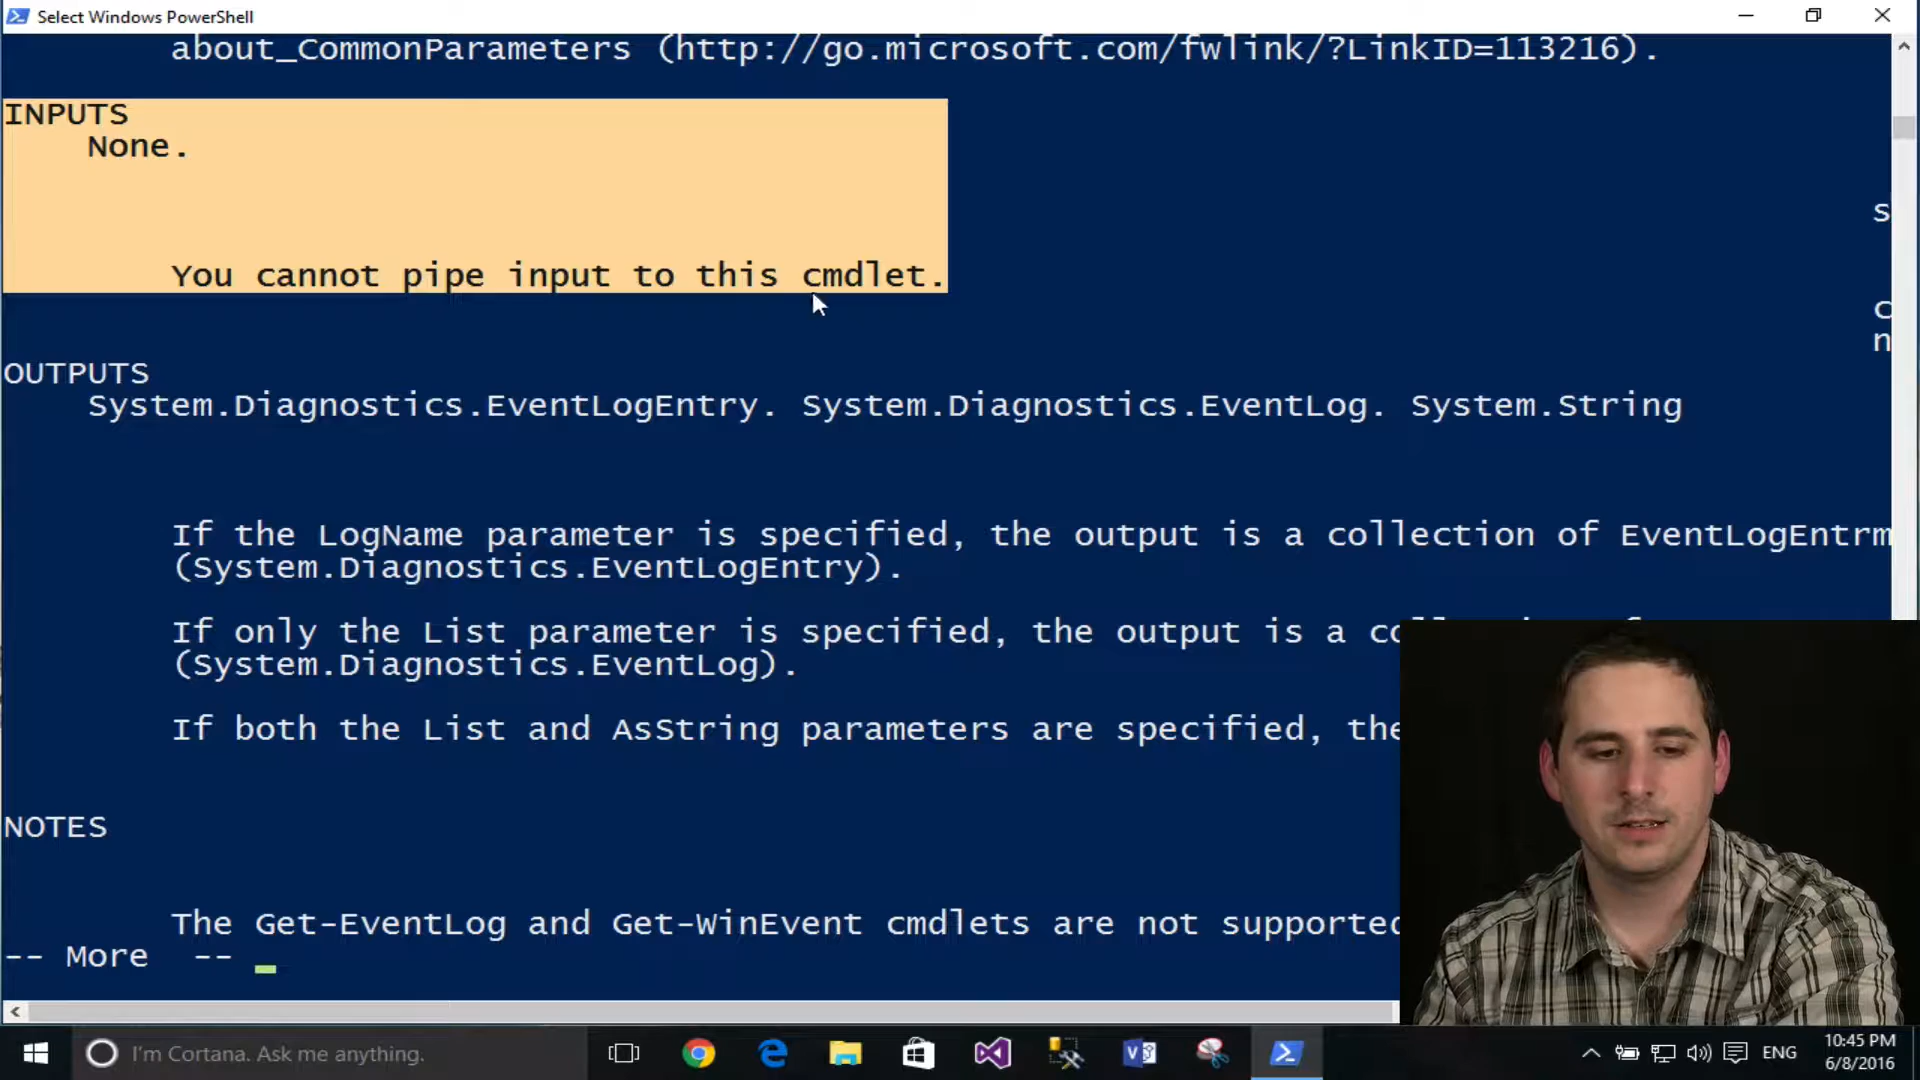 Select Windows PowerShell
about_CommonParameters (http://go.microsoft.com/fwlink/?LinkID=113216).
INPUTS
None.
s
You cannot pipe input to this cmdlet.
c
n
OUTPUTS
System.Diagnostics.EventLogEntry. System.Diagnostics.EventLog. System.String
If the LogName parameter is specified, the output is a collection of EventLogEntrm
(System.Diagnostics.EventLogEntry).
If only the List parameter is specified, the output is a
(System.Diagnostics.EventLog).
If both the List and AsString parameters are specified, the
NOTES
The Get-EventLog and Get-WinEvent cmdlets are not supported
-- More --
I'm Cortana. Ask me anything.
ENG
10:45 PM
6/8/2016